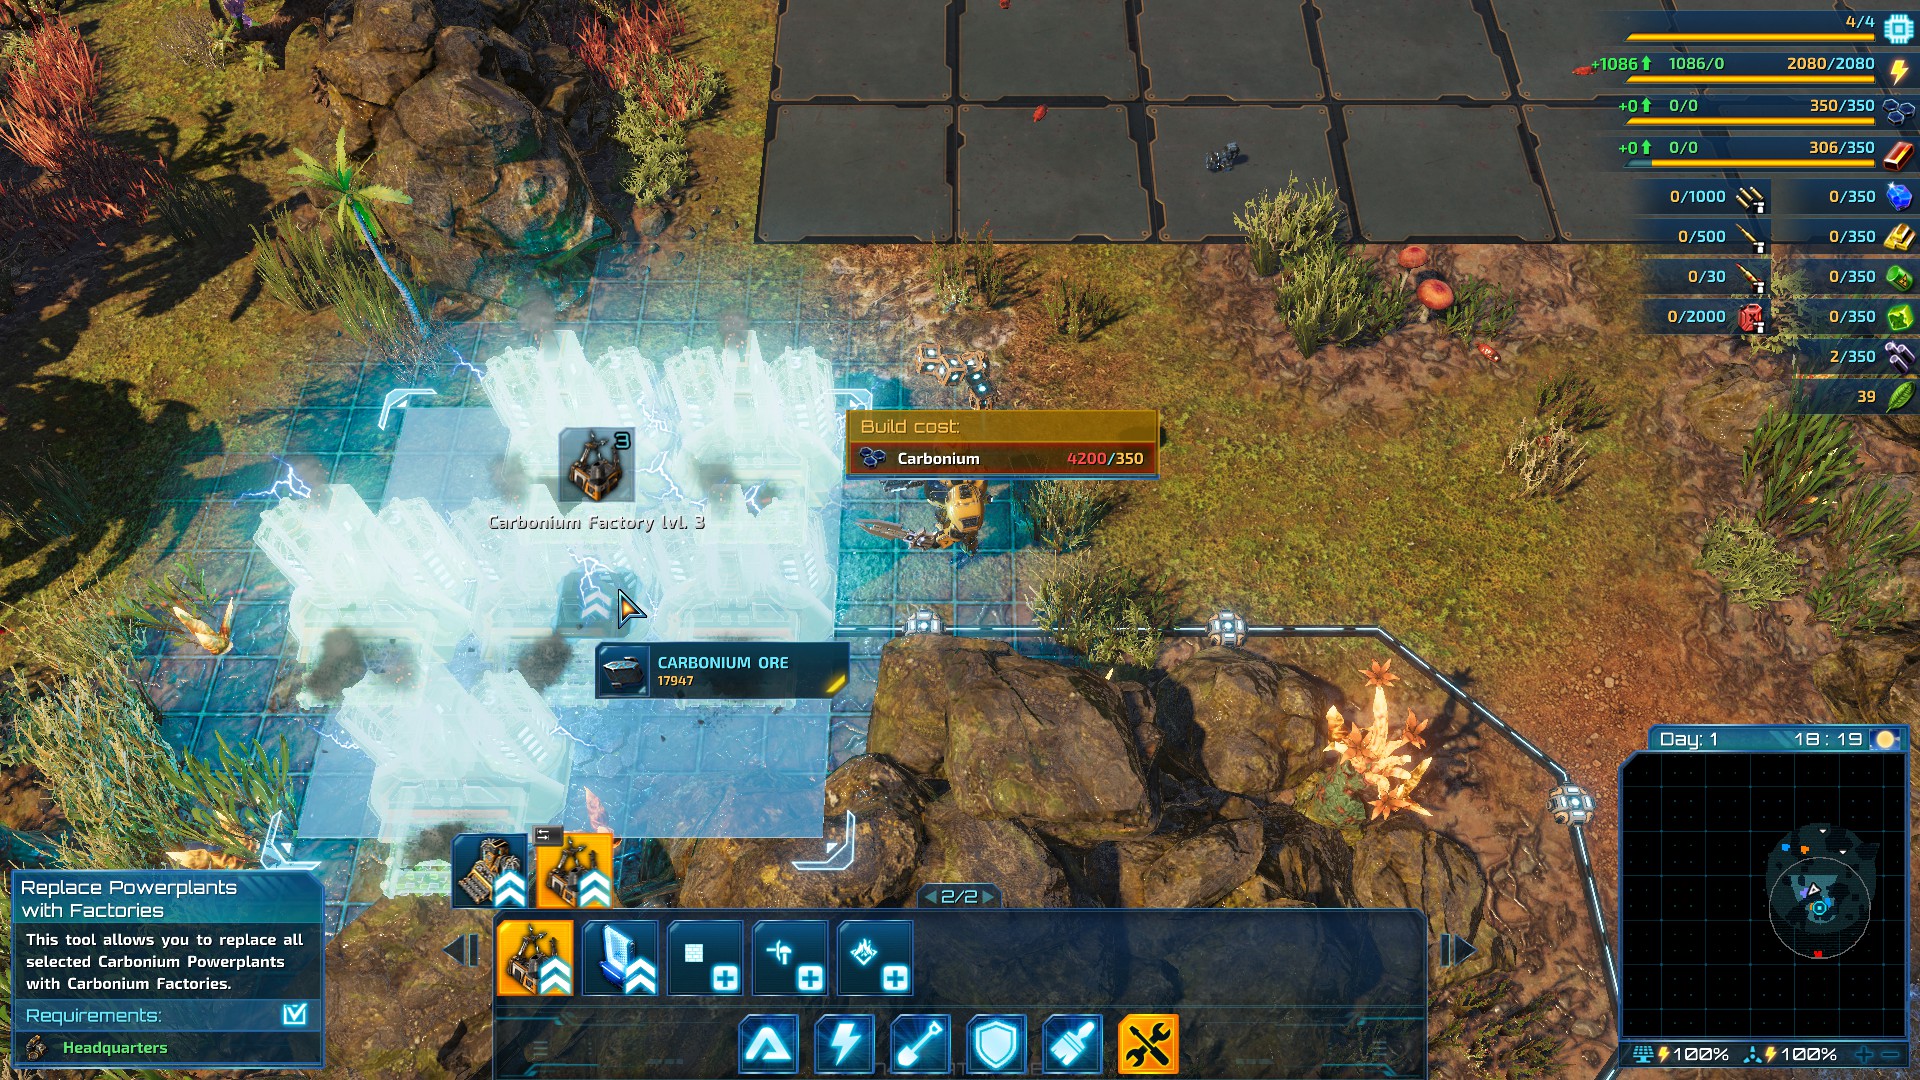 4/4
+1086 1086/0 2080/2080
+0 0/0 350/350
+0 0/0 306/350
0/1000 0/350
0/500 0/350
0/30 0/350
0/2000 0/350
2/350
39
Build cost:
Carbonium 4200/350
3
Carbonium Factory lvl. 3
CARBONIUM ORE
17947
Day: 1 18:19
Replace Powerplants
with Factories
This tool allows you to replace all
selected Carbonium Powerplants
with Carbonium Factories.
Requirements:
Headquarters
2/2
100% 100%